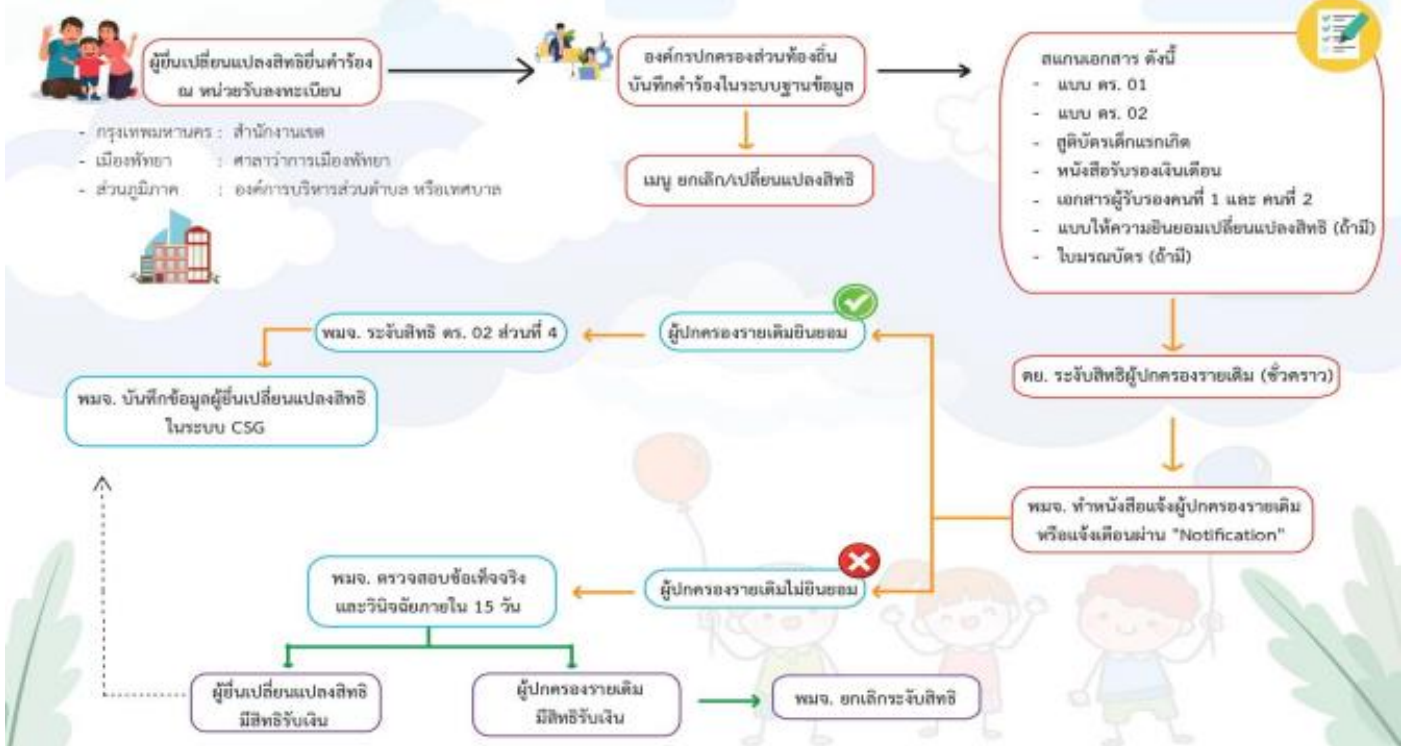 ผู้ยื่นเปลี่ยนแปลงสิทธิยื่นคำร้อง
ณ หน่วยรับลงทะเบียน
- กรุงเทพมหานคร : สำนักงานเขต
- เมืองพัทยา : ศาลาว่าการเมืองพัทยา
- ส่วนภูมิภาค : องค์การบริหารส่วนตำบล หรือเทศบาล
องค์กรปกครองส่วนท้องถิ่น
บันทึกคำร้องในระบบฐานข้อมูล
เมนู ยกเลิก/เปลี่ยนแปลงสิทธิ
สแกนเอกสาร ดังนี้
- แบบ ดร. 01
- แบบ ดร. 02
- สูติบัตรเด็กแรกเกิด
- หนังสือรับรองเงินเดือน
- เอกสารผู้รับรองคนที่ 1 และ คนที่ 2
- แบบให้ความยินยอมเปลี่ยนแปลงสิทธิ (ถ้ามี)
- ใบมรณบัตร (ถ้ามี)
ดย. ระงับสิทธิผู้ปกครองรายเดิม (ชั่วคราว)
พมจ. ทำหนังสือแจ้งผู้ปกครองรายเดิม
หรือแจ้งเตือนผ่าน "Notification"
ผู้ปกครองรายเดิมยินยอม
พมจ. ระงับสิทธิ ดร. 02 ส่วนที่ 4
พมจ. บันทึกข้อมูลผู้ยื่นเปลี่ยนแปลงสิทธิ
ในระบบ CSG
ผู้ปกครองรายเดิมไม่ยินยอม
พมจ. ตรวจสอบข้อเท็จจริง
และวินิจฉัยภายใน 15 วัน
ผู้ยื่นเปลี่ยนแปลงสิทธิ
มีสิทธิรับเงิน
ผู้ปกครองรายเดิม
มีสิทธิรับเงิน
พมจ. ยกเลิกระงับสิทธิ